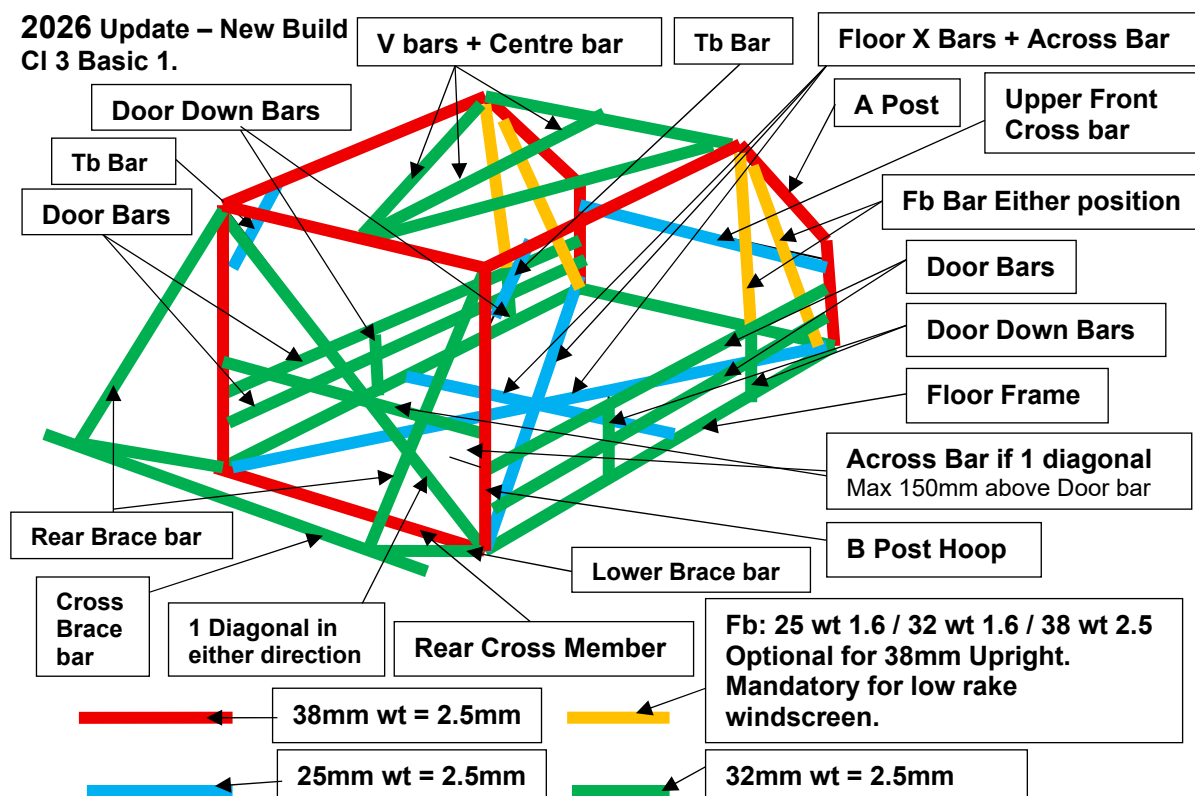 2026 Update – New Build
Cl 3 Basic 1.
V bars + Centre bar
Tb Bar
Floor X Bars + Across Bar
Door Down Bars
A Post
Upper Front
Cross bar
Tb Bar
Door Bars
Fb Bar Either position
Door Bars
Door Down Bars
Floor Frame
Across Bar if 1 diagonal
Max 150mm above Door bar
Rear Brace bar
B Post Hoop
Lower Brace bar
Cross
Brace
bar
1 Diagonal in
either direction
Rear Cross Member
Fb: 25 wt 1.6 / 32 wt 1.6 / 38 wt 2.5
Optional for 38mm Upright.
Mandatory for low rake
windscreen.
38mm wt = 2.5mm
25mm wt = 2.5mm
32mm wt = 2.5mm